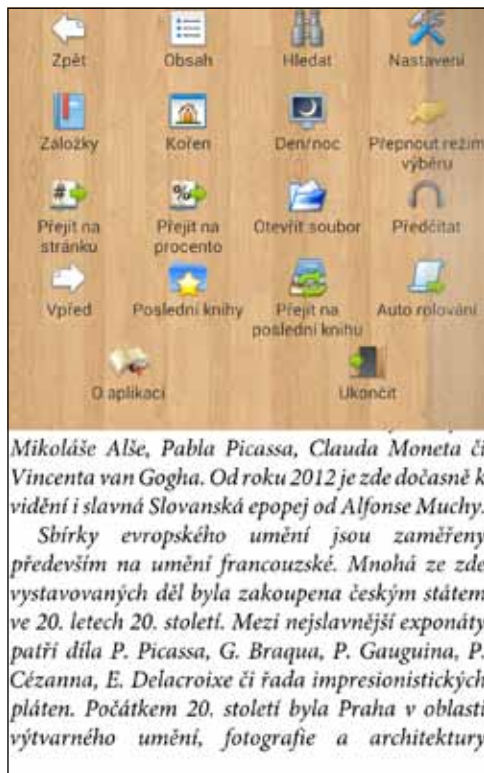 Zpět Obsah Hledat Nastavení
Záložky Kořen Den/noc Přepnout režim
výběru
Přejít na Přejít na Otevřít soubor Předčítat
stránku procento
Vpřed Poslední knihy Přejít na Auto rolování
poslední knihu
O aplikaci Ukončit
Mikoláše Alše, Pabla Picassa, Clauda Moneta či
Vincenta van Gogha. Od roku 2012 je zde dočasně k
vidění i slavná Slovanská epopej od Alfonse Muchy.
Sbírky evropského umění jsou zaměřeny
především na umění francouzské. Mnohá ze zde
vystavovaných děl byla zakoupena českým státem
ve 20. letech 20. století. Mezi nejslavnější exponáty
patří díla P. Picassa, G. Braqua, P. Gauguina, P.
Cézanna, E. Delacroixe či řada impresionistických
pláten. Počátkem 20. století byla Praha v oblasti
výtvarného umění, fotografie a architektury